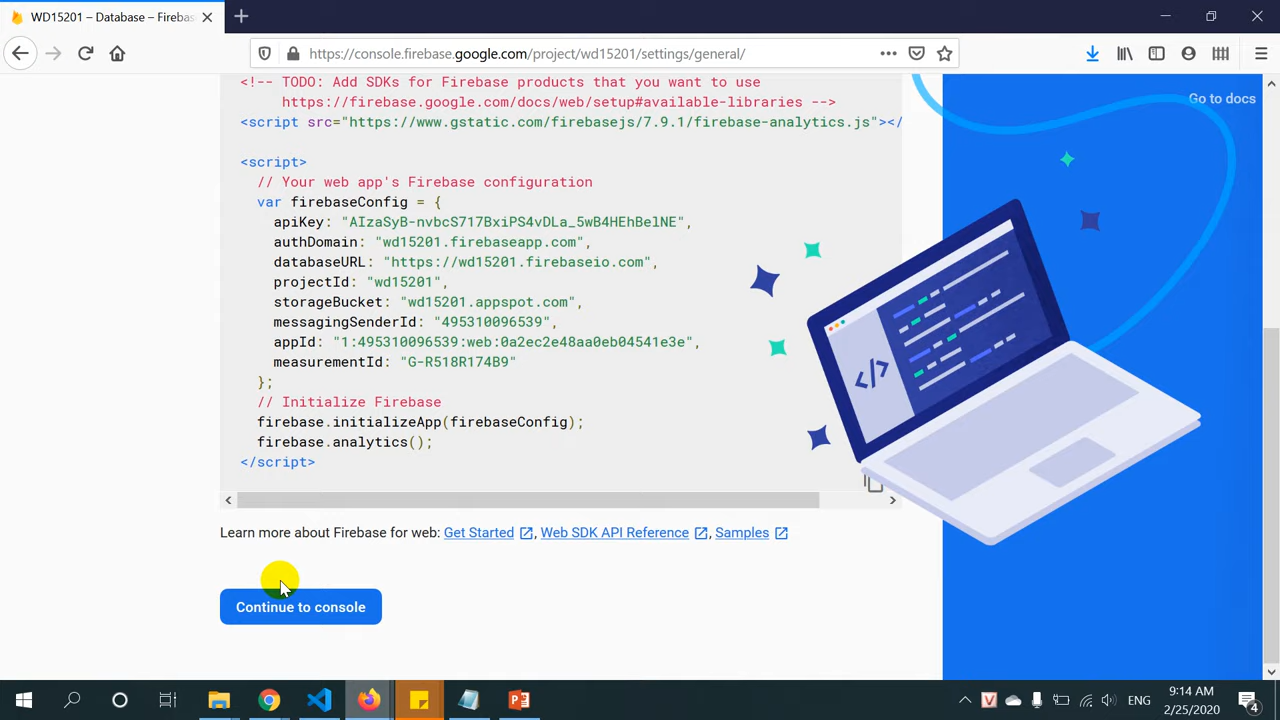 WD15201 – Database – Firebas
https://console.firebase.google.com/project/wd15201/settings/general/
Go to docs
<!-- TODO: Add SDKs for Firebase products that you want to use
https://firebase.google.com/docs/web/setup#available-libraries -->
<script src="https://www.gstatic.com/firebasejs/7.9.1/firebase-analytics.js"></
<script>
// Your web app's Firebase configuration
var firebaseConfig = {
apiKey: "AIzaSyB-nvbcS717BxiPS4vDLa_5wB4HEhBelNE",
authDomain: "wd15201.firebaseapp.com",
databaseURL: "https://wd15201.firebaseio.com",
projectId: "wd15201",
storageBucket: "wd15201.appspot.com",
messagingSenderId: "495310096539",
appId: "1:495310096539:web:0a2ec2e48aa0eb04541e3e",
measurementId: "G-R518R174B9"
};
// Initialize Firebase
firebase.initializeApp(firebaseConfig);
firebase.analytics();
</script>
</>
Learn more about Firebase for web: Get Started , Web SDK API Reference , Samples
Continue to console
ENG
9:14 AM
2/25/2020
4